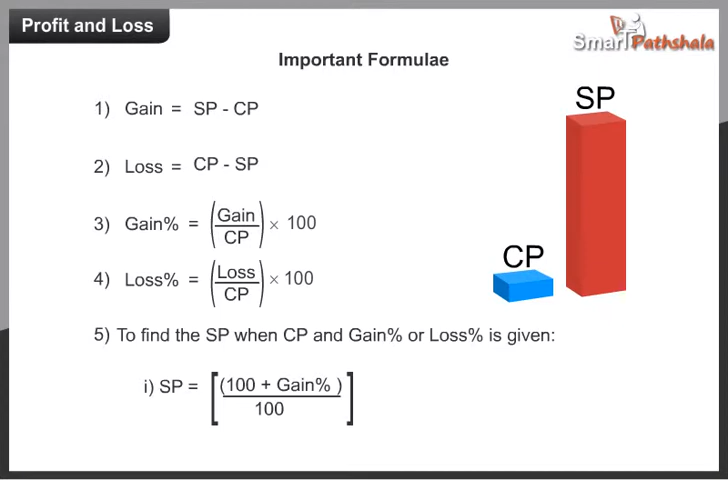 Profit and Loss
Smart Pathshala
Important Formulae
1) Gain = SP - CP
2) Loss = CP - SP
3) Gain% = (Gain/CP) × 100
4) Loss% = (Loss/CP) × 100
5) To find the SP when CP and Gain% or Loss% is given:
i) SP = [(100 + Gain% )/100]
SP
CP